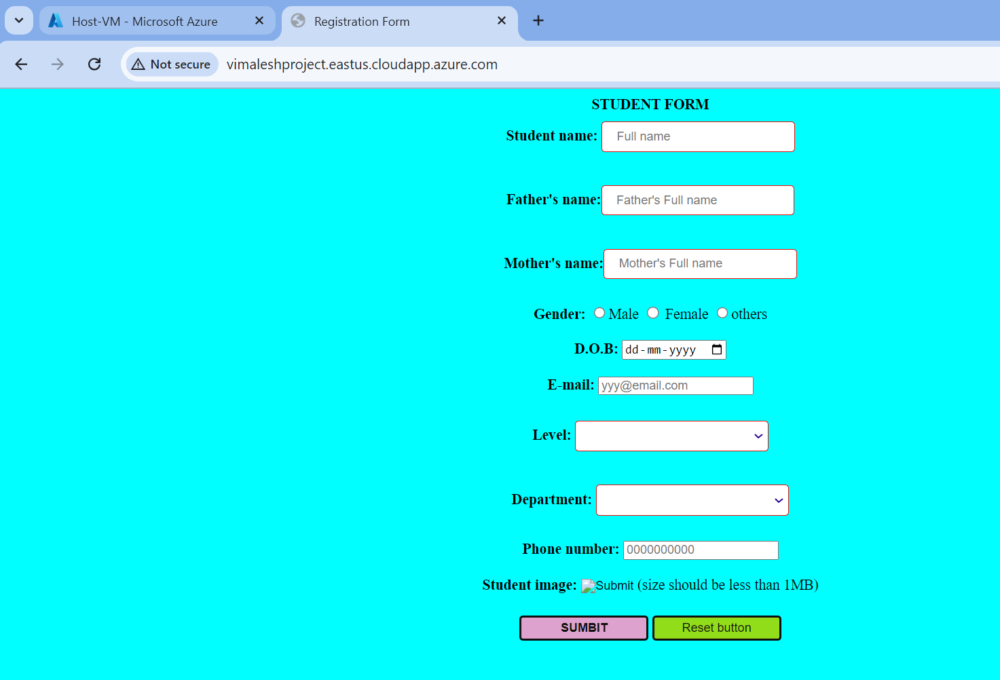 Host-VM - Microsoft Azure Registration Form
Not secure vimaleshproject.eastus.cloudapp.azure.com
STUDENT FORM
Student name: Full name
Father's name: Father's Full name
Mother's name: Mother's Full name
Gender: Male Female others
D.O.B: dd-mm-yyyy
E-mail: yyy@email.com
Level:
Department:
Phone number: 0000000000
Student image: Submit (size should be less than 1MB)
SUMBIT Reset button